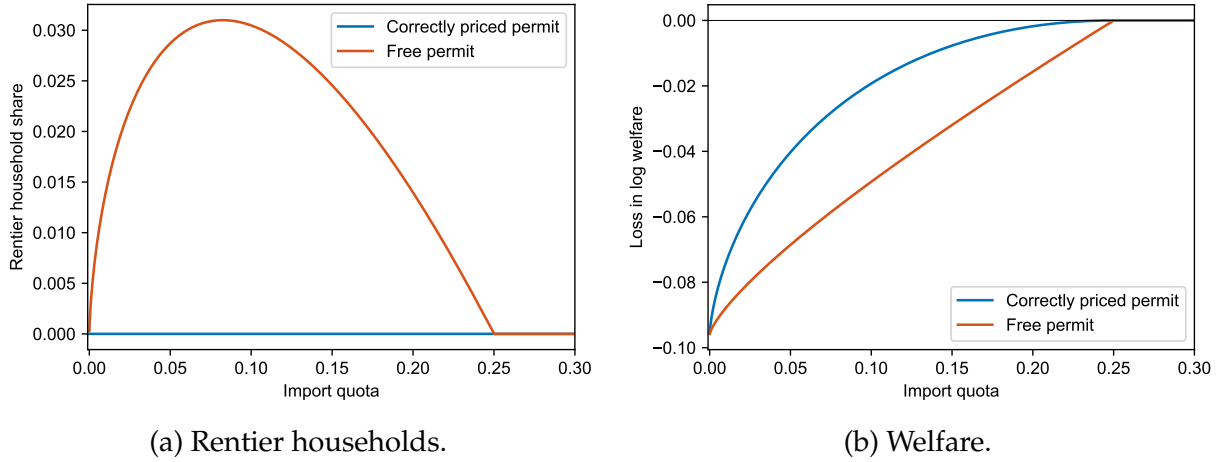 Rentier household share
0.030
0.025
0.020
0.015
0.010
0.005
0.000
0.00
0.05
0.10
0.15
0.20
0.25
0.30
Import quota
Correctly priced permit
Free permit
(a) Rentier households.
Loss in log welfare
0.00
−0.02
−0.04
−0.06
−0.08
−0.10
0.00
0.05
0.10
0.15
0.20
0.25
0.30
Import quota
Correctly priced permit
Free permit
(b) Welfare.